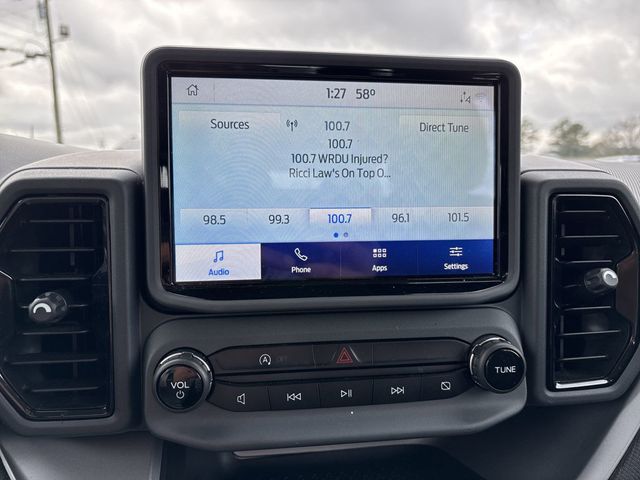 1:27 58°
Sources
100.7
Direct Tune
100.7
100.7 WRDU Injured?
Ricci Law's On Top O...
98.5 99.3 100.7 96.1 101.5
Audio Phone Apps Settings
VOL
TUNE